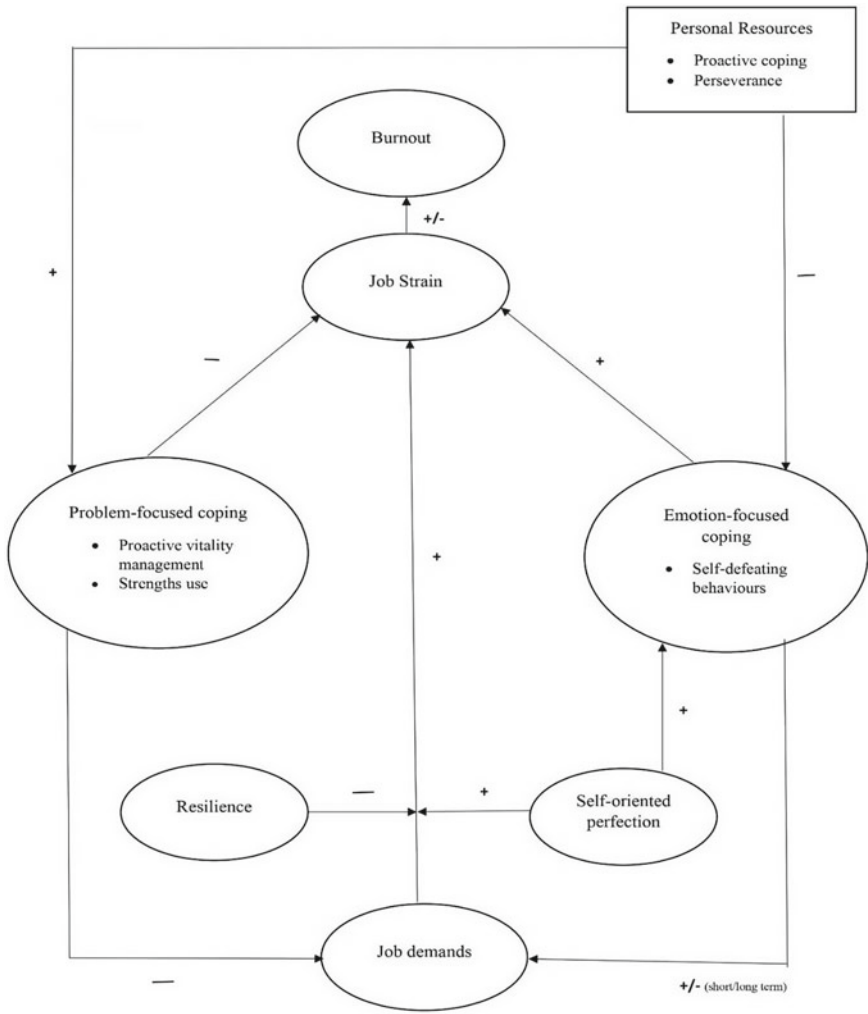 Personal Resources
• Proactive coping
• Perseverance
Burnout
+/-
Job Strain
+
—
—
+
Problem-focused coping
• Proactive vitality
management
• Strengths use
Emotion-focused
coping
• Self-defeating
behaviours
+
+
Resilience
—
+
Self-oriented
perfection
Job demands
—
+/- (short/long term)